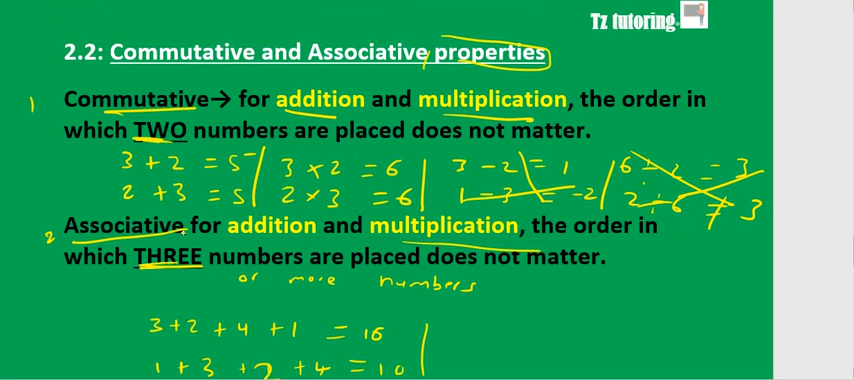 Tz tutoring
2.2: Commutative and Associative properties
1 Commutative→ for addition and multiplication, the order in
which TWO numbers are placed does not matter.
3 + 2 = 5 3 × 2 = 6 3 - 2 = 1 6 ÷ 2 = 3
2 + 3 = 5 2 × 3 = 6 1 - 3 = -2 2 ÷ 6 ≠ 3
2 Associative for addition and multiplication, the order in
which THREE numbers are placed does not matter.
or more numbers
3 + 2 + 4 + 1 = 10
1 + 3 + 2 + 4 = 10